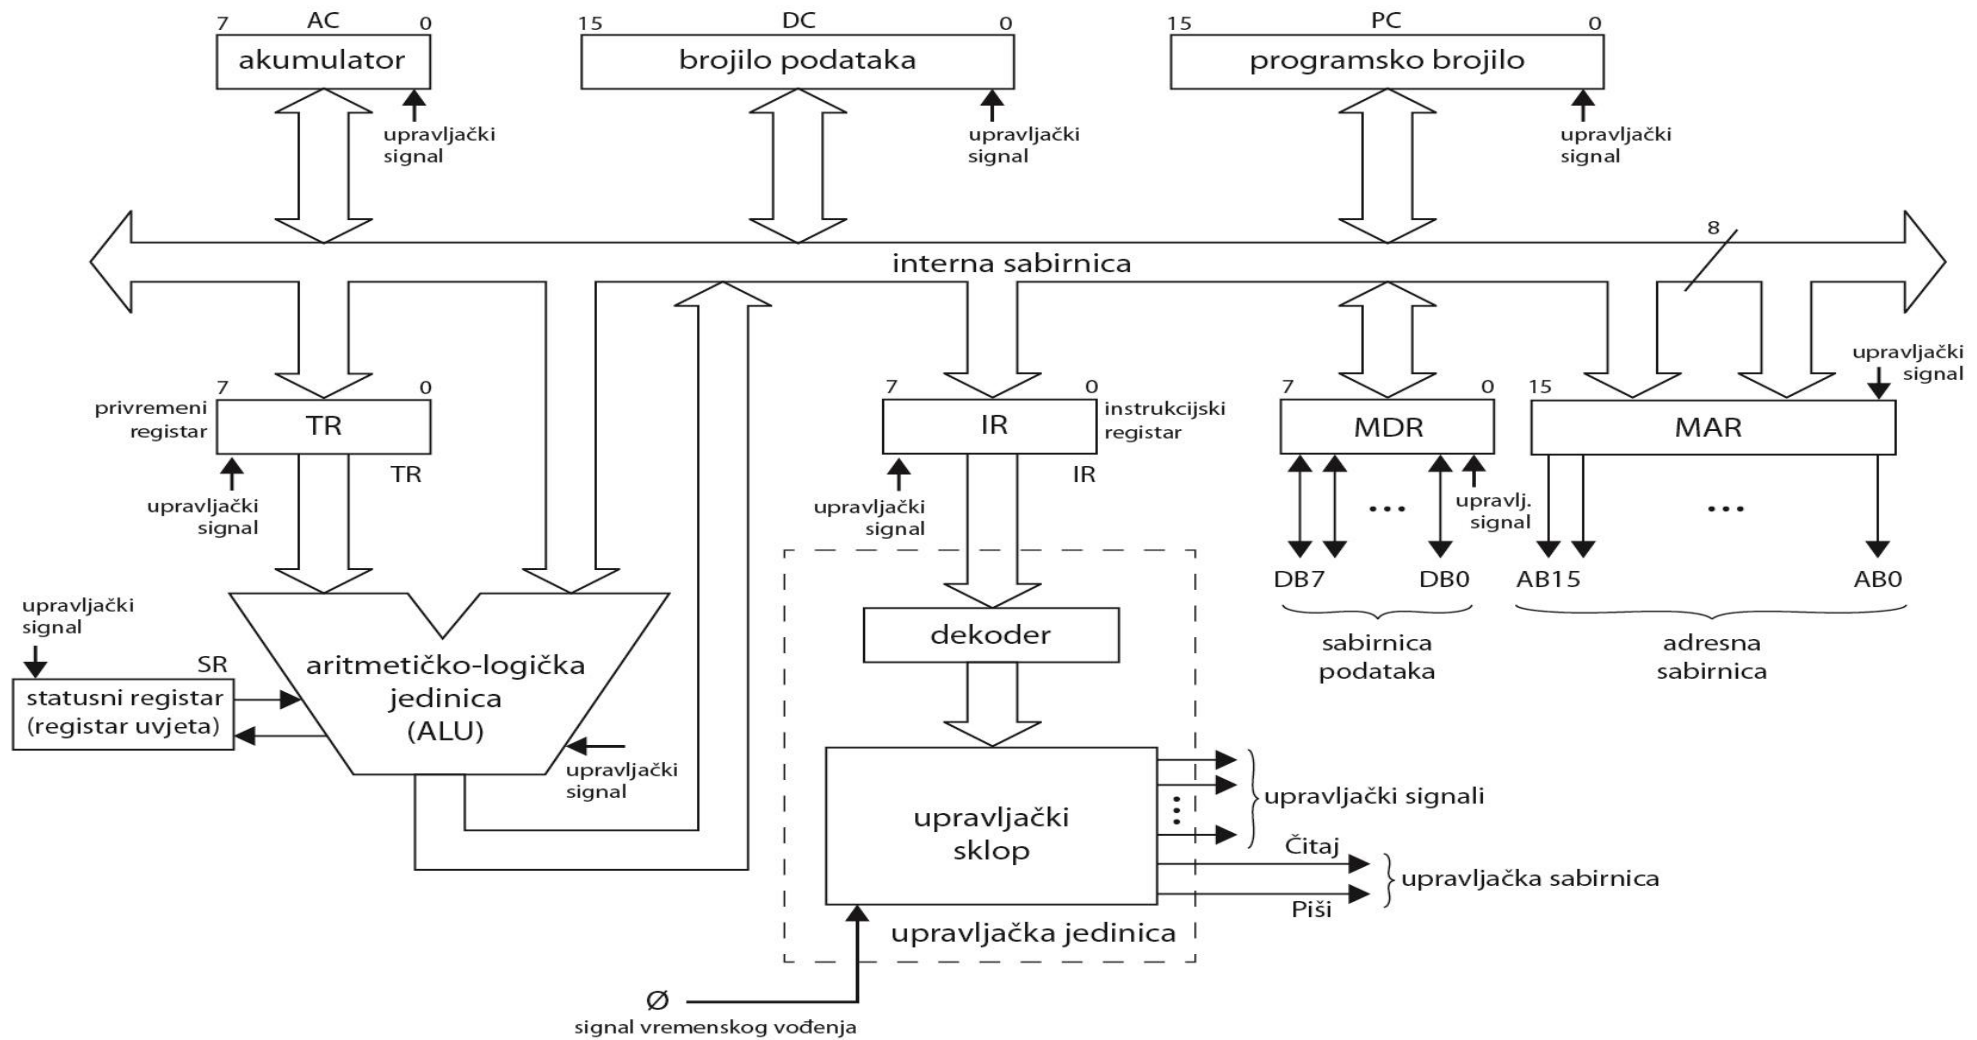 7 AC 0
akumulator
upravljački
signal
15 DC 0
brojilo podataka
upravljački
signal
15 PC 0
programsko brojilo
upravljački
signal
8
interna sabirnica
7 0
privremeni
registar
TR
TR
upravljački
signal
7 0
IR
instrukcijski
registar
IR
upravljački
signal
7 0
MDR
upravlj.
signal
...
DB7 DB0
sabirnica
podataka
upravljački
signal
15
MAR
...
AB15 AB0
adresna
sabirnica
upravljački
signal
SR
statusni registar
(registar uvjeta)
aritmetičko-logička
jedinica
(ALU)
upravljački
signal
dekoder
upravljački
sklop
upravljački signali
Čitaj
Piši
upravljačka sabirnica
upravljačka jedinica
Ø
signal vremenskog vođenja